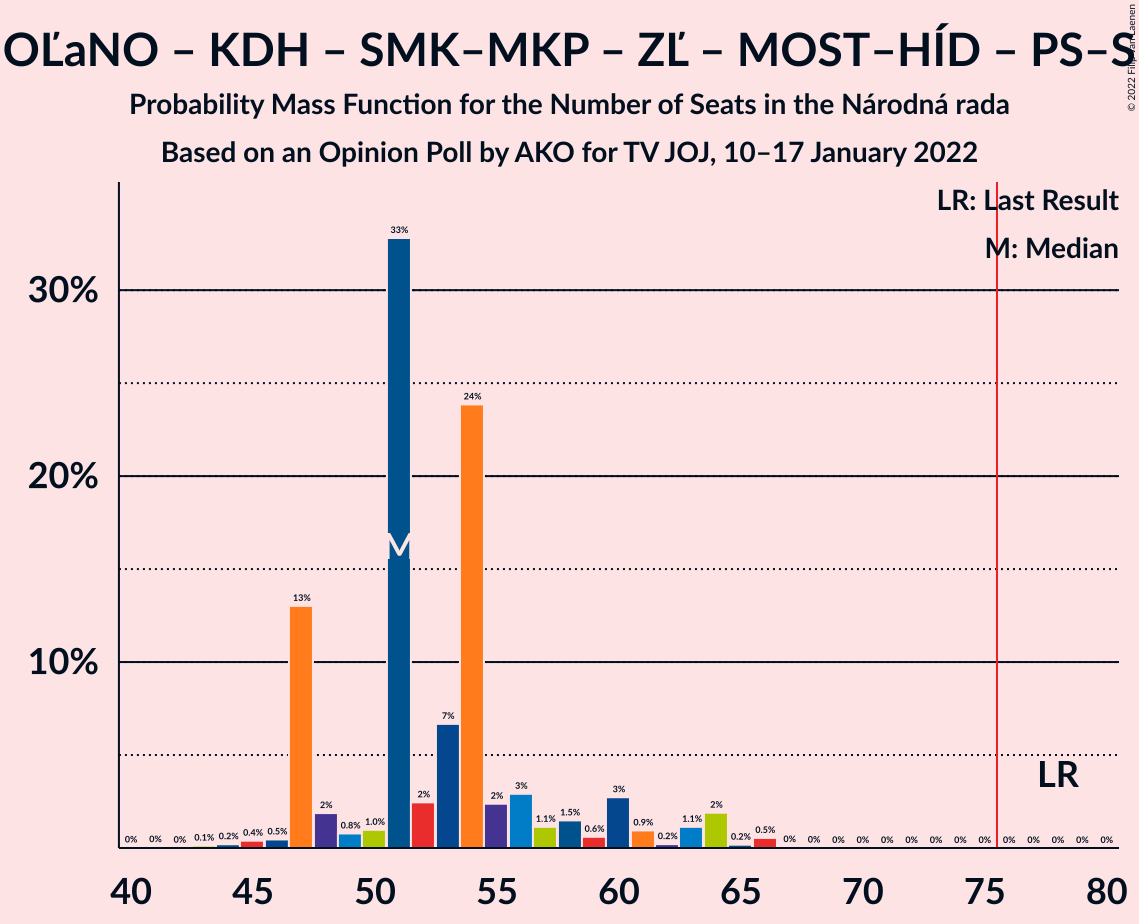 OĽaNO – KDH – SMK–MKP – ZĽ – MOST–HÍD – PS–S
Probability Mass Function for the Number of Seats in the Národná rada
Based on an Opinion Poll by AKO for TV JOJ, 10–17 January 2022
© 2022 Filip van Laenen
LR: Last Result
M: Median
33%
30%
24%
20%
M
13%
10%
7%
LR
0% 0% 0% 0.1% 0.2% 0.4% 0.5% 2% 0.8% 1.0% 2% 2% 3% 1.1% 1.5% 0.6% 3% 0.9% 0.2% 1.1% 2% 0.2% 0.5% 0% 0% 0% 0% 0% 0% 0% 0% 0% 0% 0% 0% 0% 0%
40 45 50 55 60 65 70 75 80